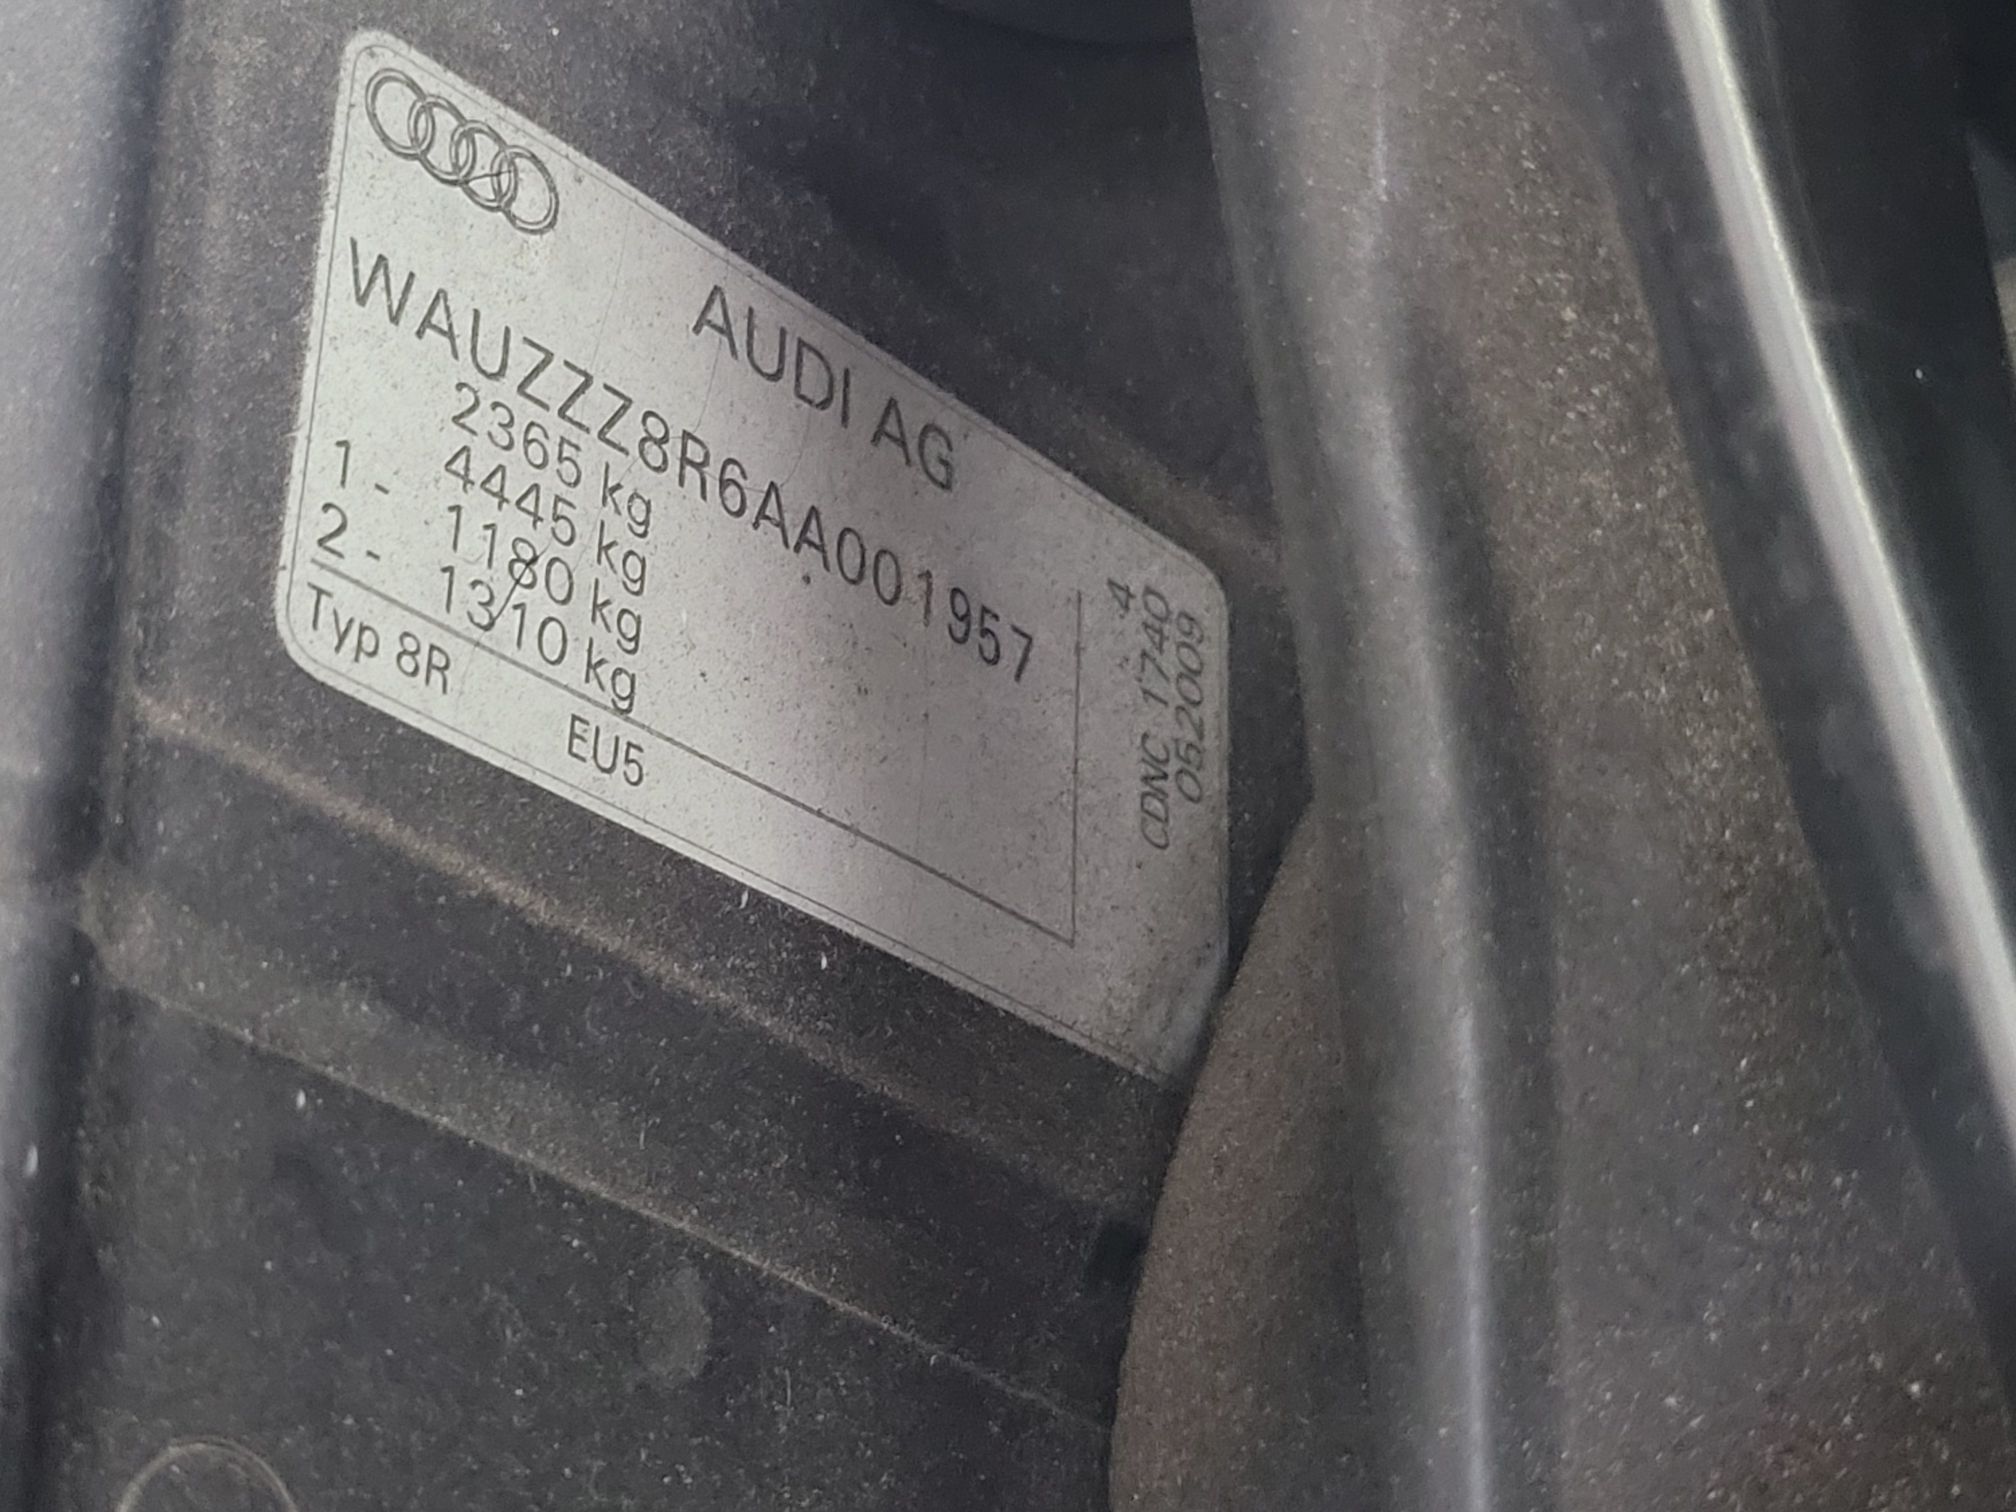 AUDI AG
WAUZZZ8R6AA001957
2365 kg
4445 kg
1 - 1180 kg
2 - 1310 kg
Typ 8R
EU5
4
CDNC 1740
052009